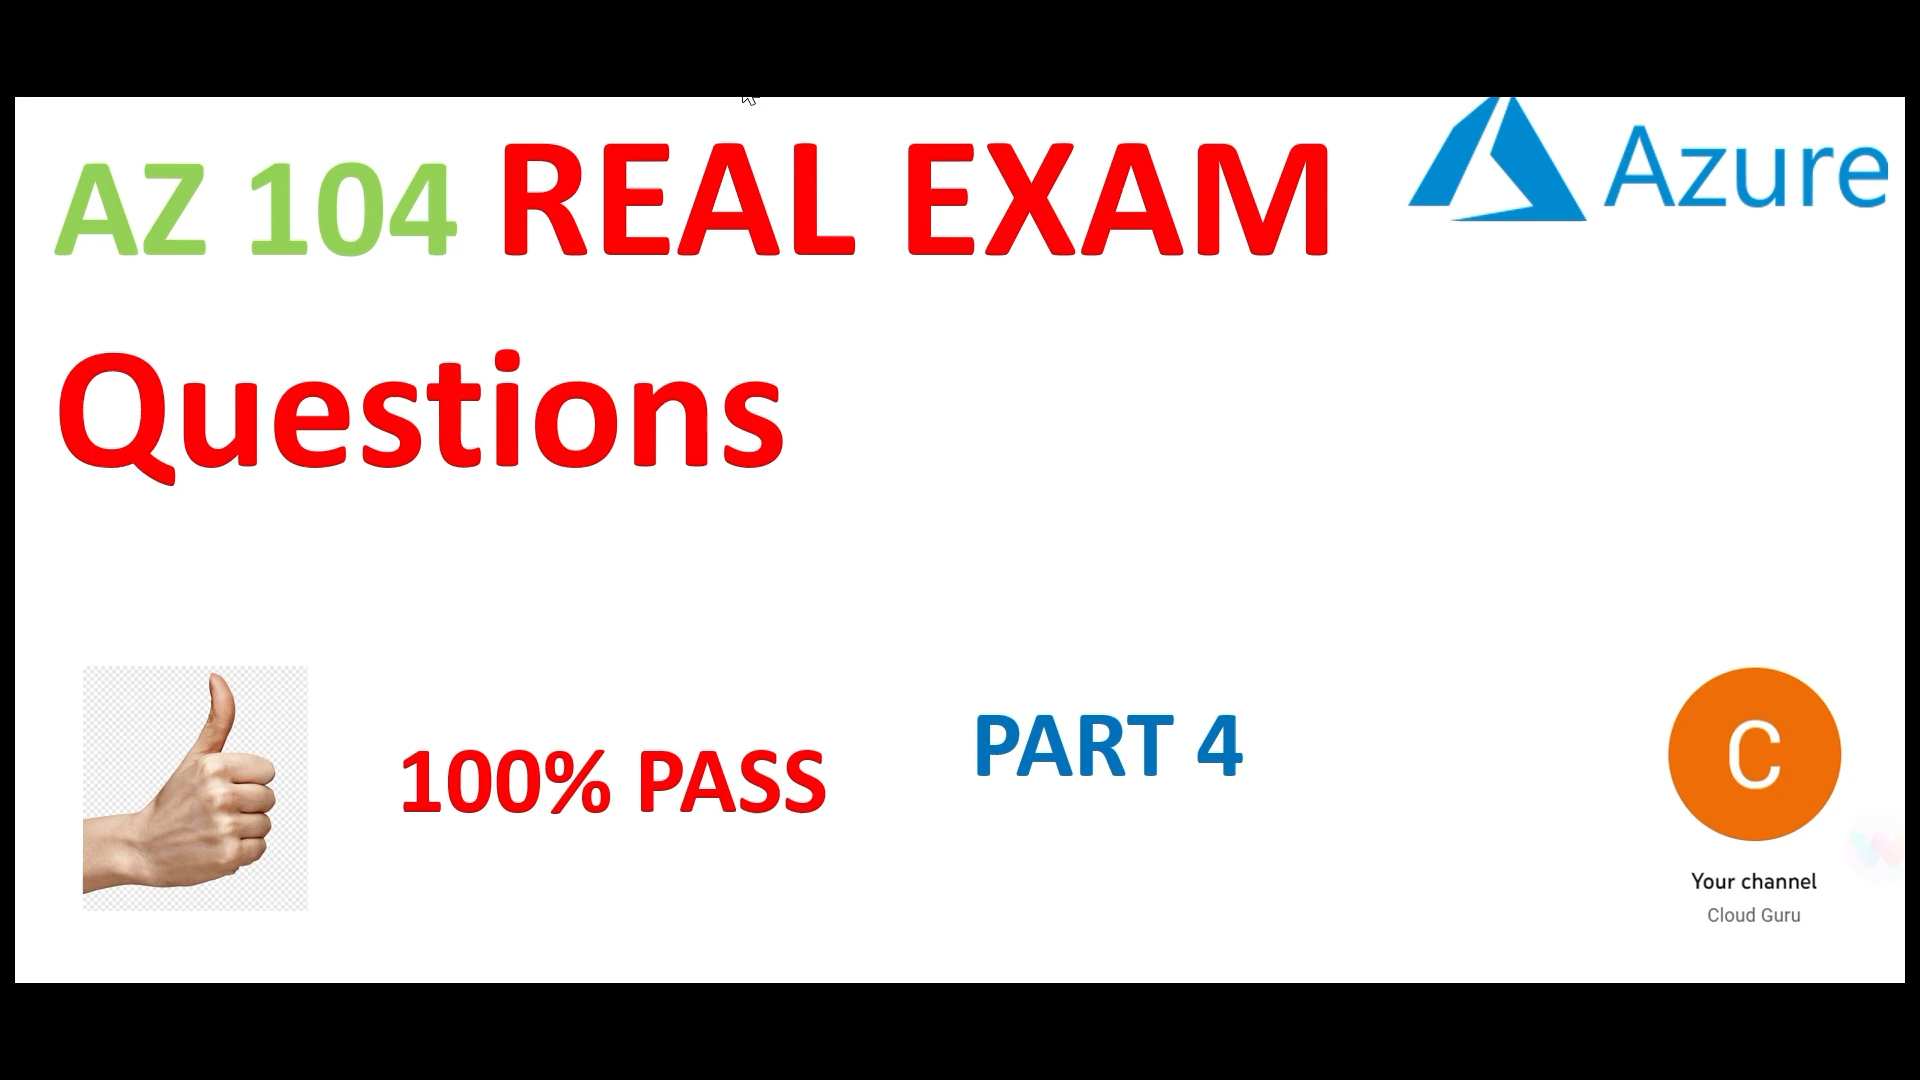 AZ 104 REAL EXAM
Azure
Questions
100% PASS
PART 4
C
Your channel
Cloud Guru